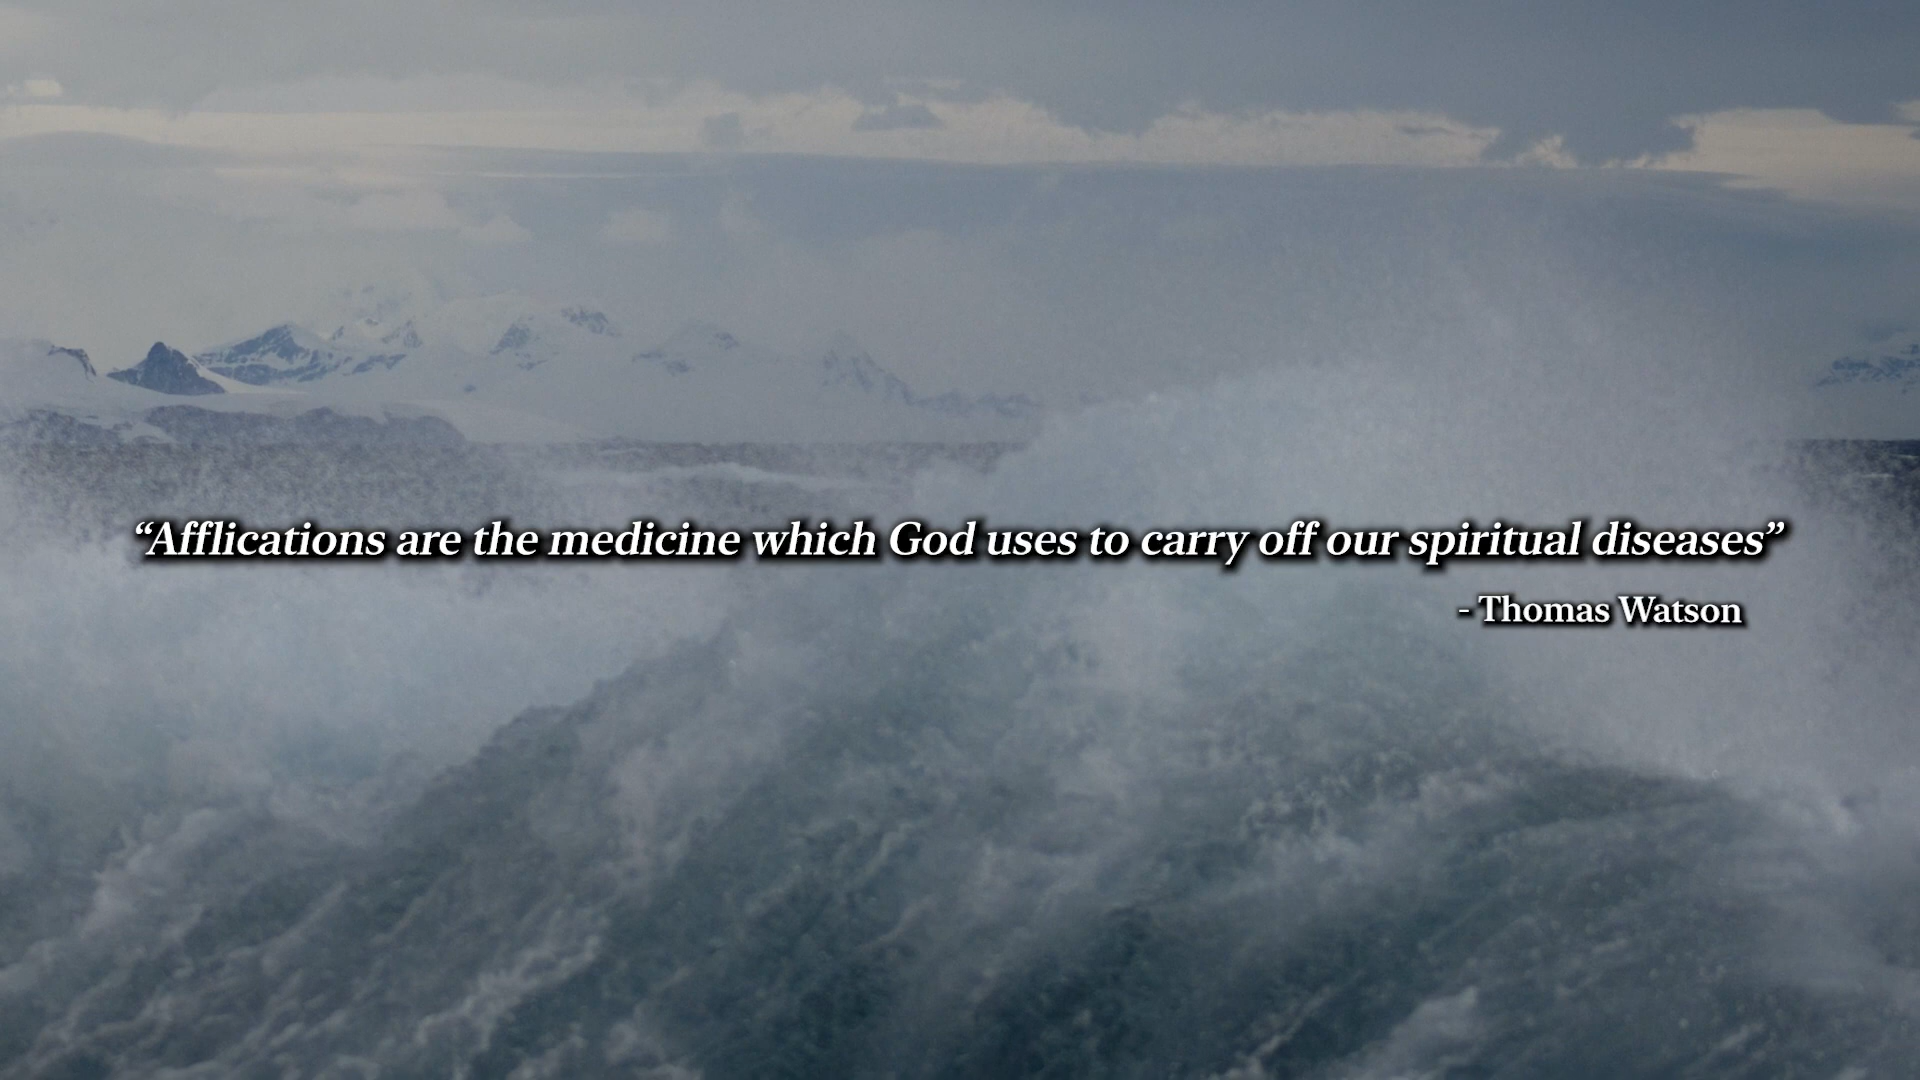 “Afflications are the medicine which God uses to carry off our spiritual diseases”
- Thomas Watson